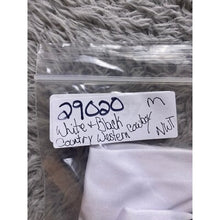 29020 M
White + Black Cowboy
Country Western NWT